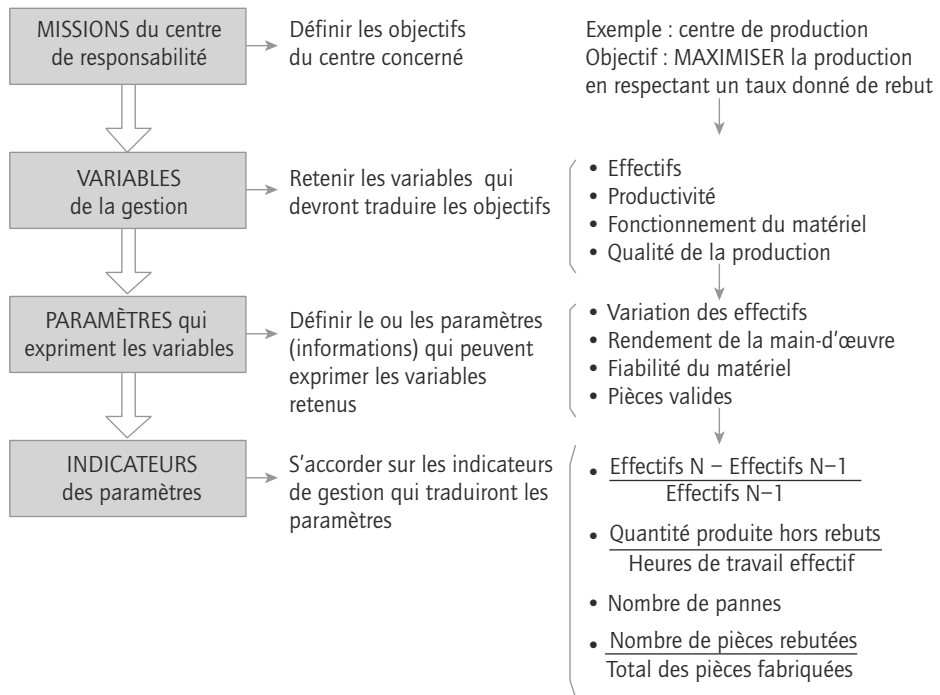 MISSIONS du centre
de responsabilité
Définir les objectifs
du centre concerné
Exemple : centre de production
Objectif : MAXIMISER la production
en respectant un taux donné de rebut
VARIABLES
de la gestion
Retenir les variables qui
devront traduire les objectifs
• Effectifs
• Productivité
• Fonctionnement du matériel
• Qualité de la production
PARAMÈTRES qui
expriment les variables
Définir le ou les paramètres
(informations) qui peuvent
exprimer les variables
retenus
• Variation des effectifs
• Rendement de la main-d'œuvre
• Fiabilité du matériel
• Pièces valides
INDICATEURS
des paramètres
S'accorder sur les indicateurs
de gestion qui traduiront les
paramètres
• Effectifs N – Effectifs N–1
Effectifs N–1
• Quantité produite hors rebuts
Heures de travail effectif
• Nombre de pannes
• Nombre de pièces rebutées
Total des pièces fabriquées